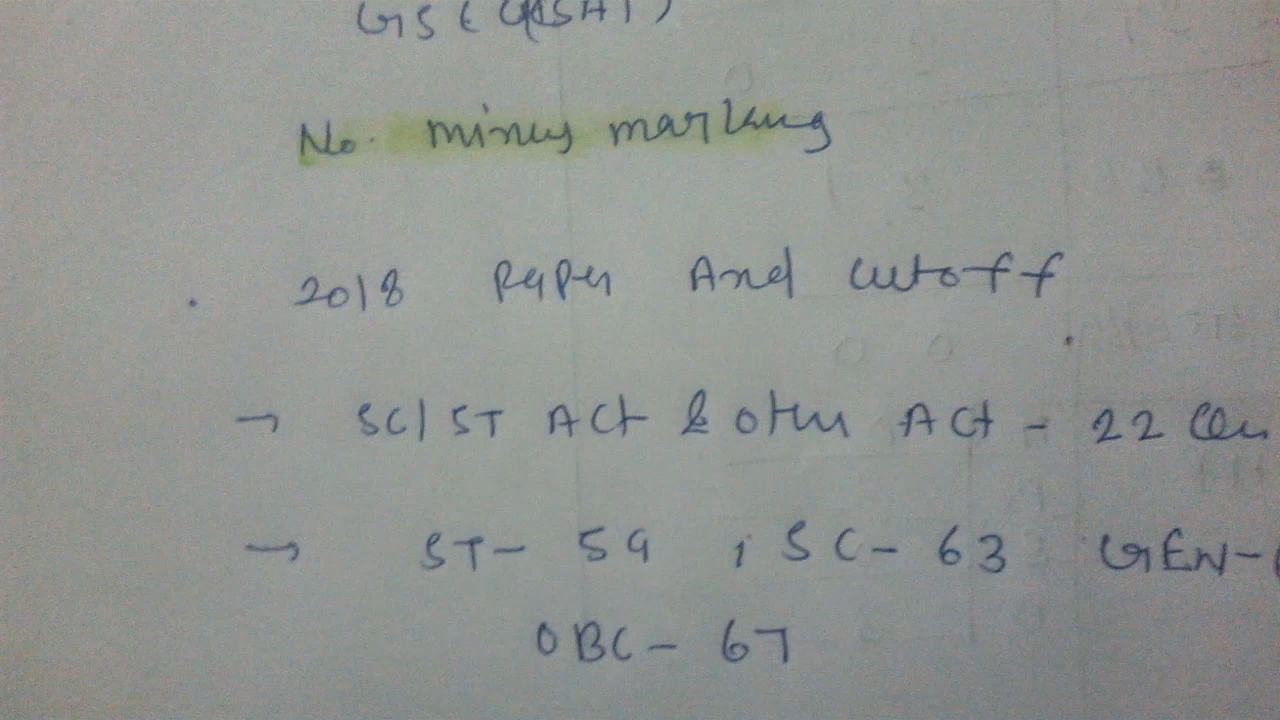 No. minus marking
. 2018 Paper And cutoff
→ SC/ST Act & other Act - 22
→ ST- 59 , SC- 63 GEN-
OBC- 67